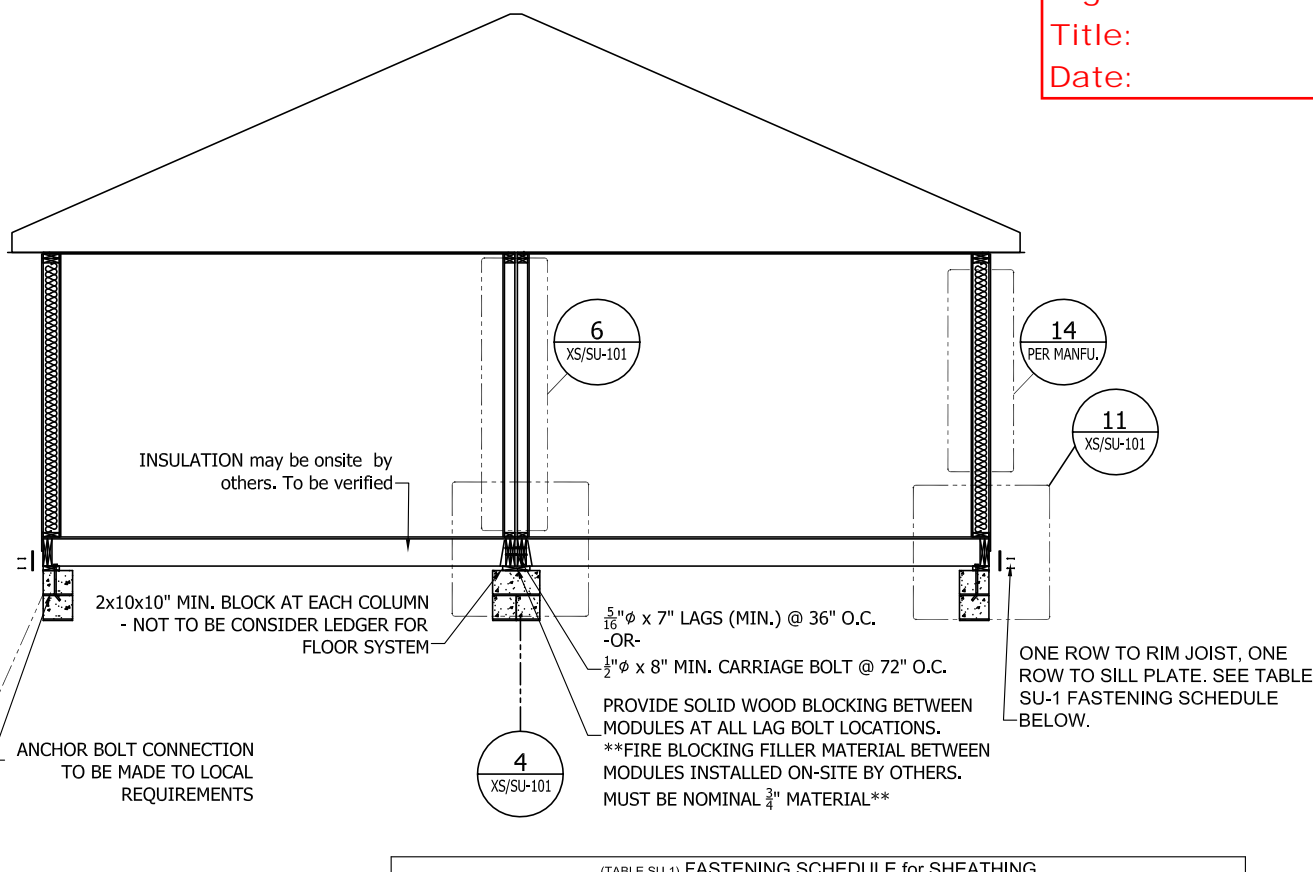 Title:
Date:
6
XS/SU-101
14
PER MANFU.
11
XS/SU-101
INSULATION may be onsite by
others. To be verified
2x10x10" MIN. BLOCK AT EACH COLUMN
- NOT TO BE CONSIDER LEDGER FOR
FLOOR SYSTEM
5/16"φ x 7" LAGS (MIN.) @ 36" O.C.
-OR-
1/2"φ x 8" MIN. CARRIAGE BOLT @ 72" O.C.
PROVIDE SOLID WOOD BLOCKING BETWEEN
MODULES AT ALL LAG BOLT LOCATIONS.
**FIRE BLOCKING FILLER MATERIAL BETWEEN
MODULES INSTALLED ON-SITE BY OTHERS.
MUST BE NOMINAL 3/4" MATERIAL**
ONE ROW TO RIM JOIST, ONE
ROW TO SILL PLATE. SEE TABLE
SU-1 FASTENING SCHEDULE
BELOW.
ANCHOR BOLT CONNECTION
TO BE MADE TO LOCAL
REQUIREMENTS
4
XS/SU-101
(TABLE SU.1) FASTENING SCHEDULE for SHEATHING